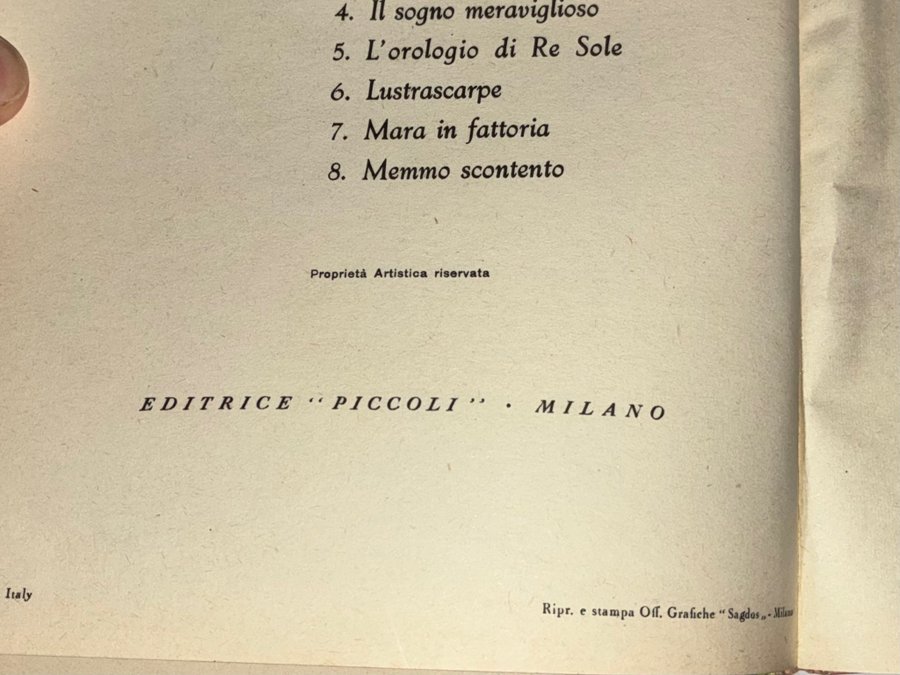 4. Il sogno meraviglioso
5. L'orologio di Re Sole
6. Lustrascarpe
7. Mara in fattoria
8. Memmo scontento
Proprietà Artistica riservata
EDITRICE “PICCOLI” · MILANO
Italy
Ripr. e stampa Off. Grafiche “Sagdos„ - Milano